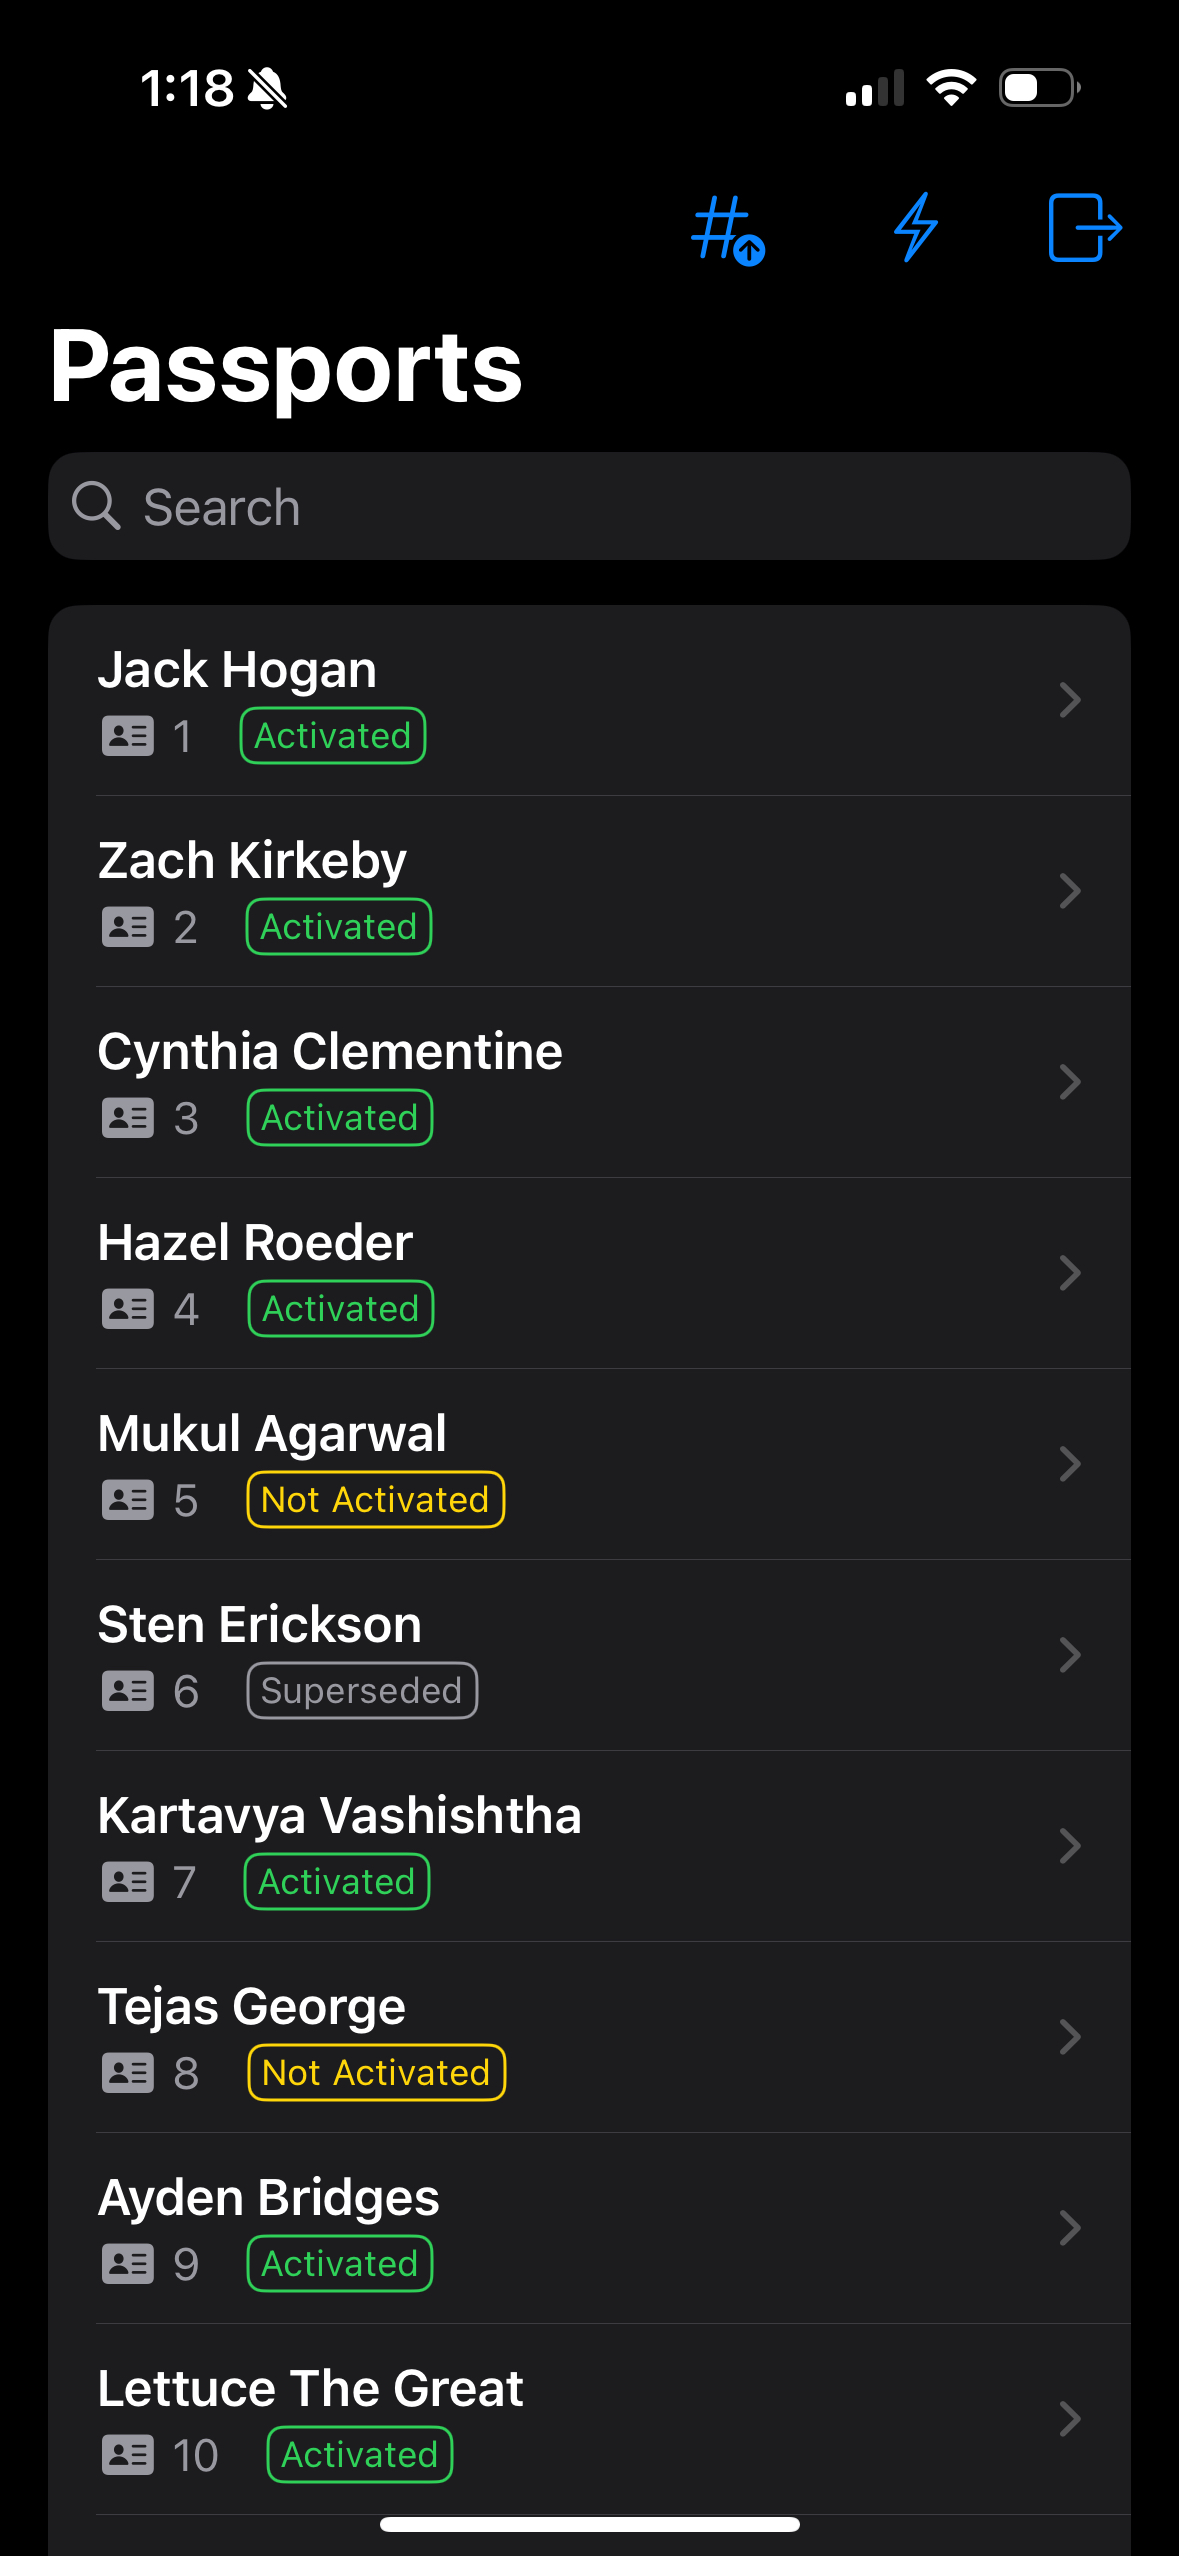 1:18
Passports
Search
Jack Hogan
1 Activated
Zach Kirkeby
2 Activated
Cynthia Clementine
3 Activated
Hazel Roeder
4 Activated
Mukul Agarwal
5 Not Activated
Sten Erickson
6 Superseded
Kartavya Vashishtha
7 Activated
Tejas George
8 Not Activated
Ayden Bridges
9 Activated
Lettuce The Great
10 Activated